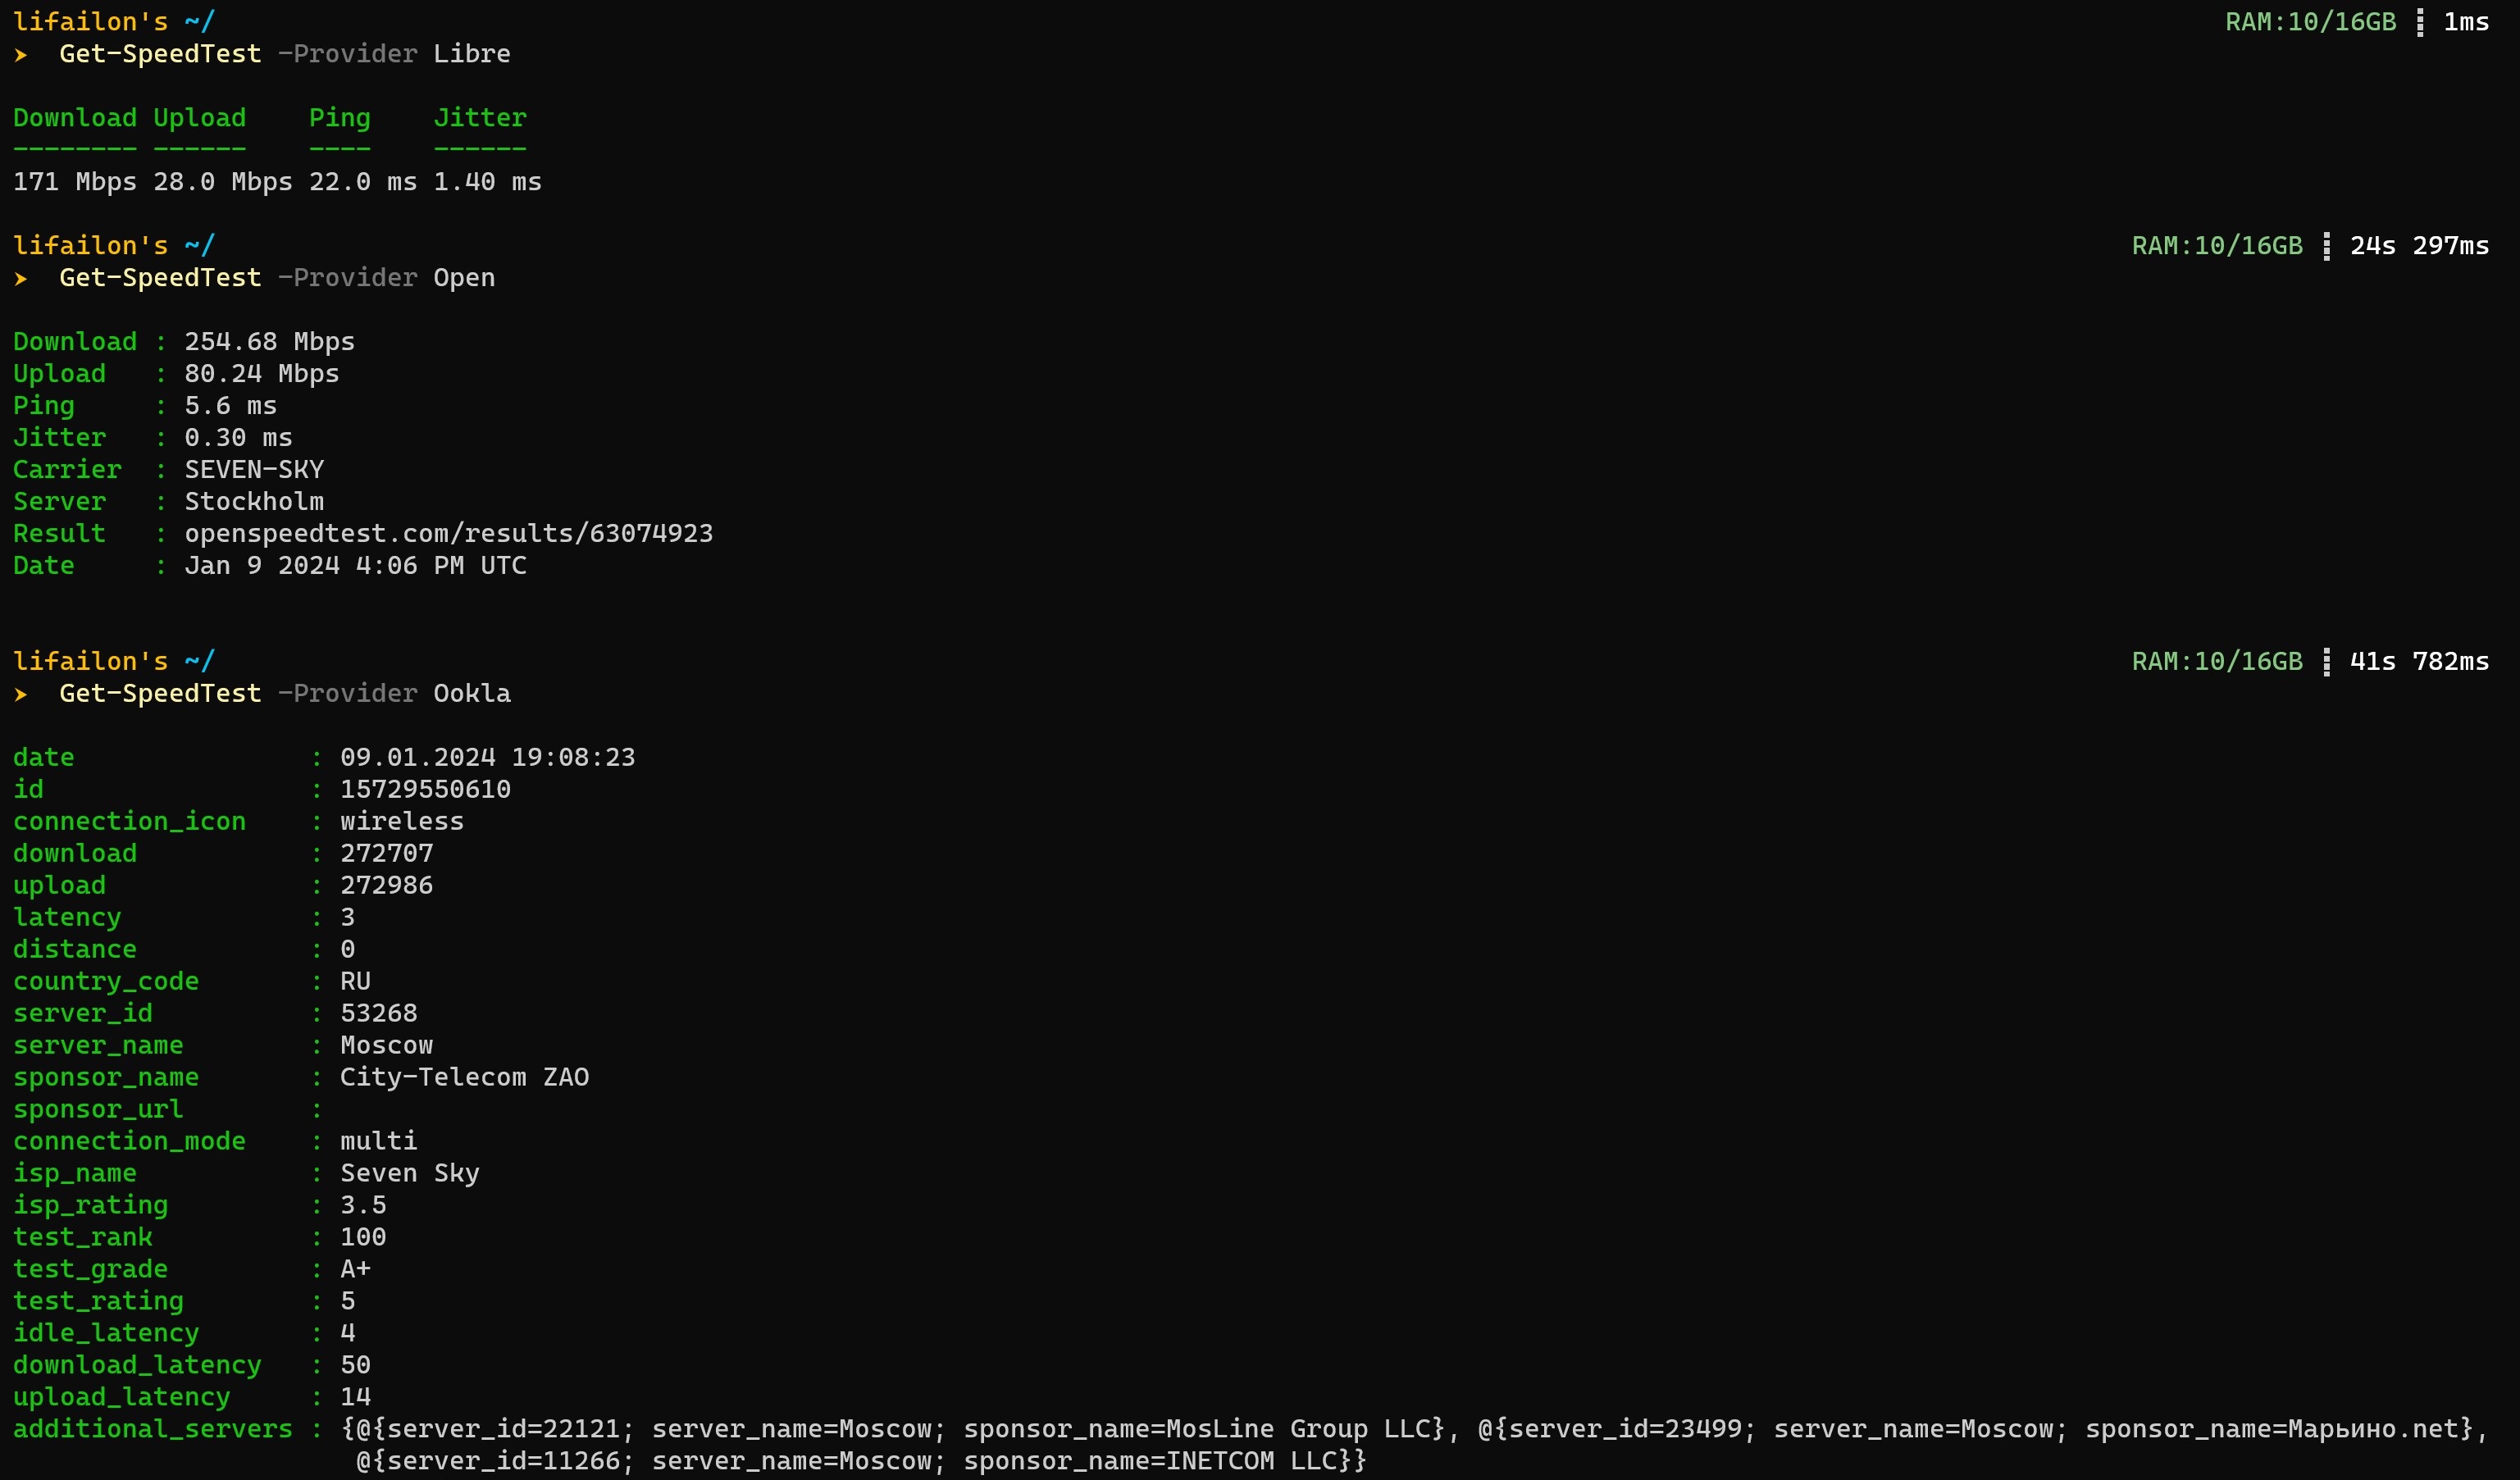 lifailon's ~/ RAM:10/16GB ⡇ 1ms
➤ Get-SpeedTest -Provider Libre
Download Upload Ping Jitter
-------- ------ ---- ------
171 Mbps 28.0 Mbps 22.0 ms 1.40 ms
lifailon's ~/ RAM:10/16GB ⡇ 24s 297ms
➤ Get-SpeedTest -Provider Open
Download : 254.68 Mbps
Upload : 80.24 Mbps
Ping : 5.6 ms
Jitter : 0.30 ms
Carrier : SEVEN-SKY
Server : Stockholm
Result : openspeedtest.com/results/63074923
Date : Jan 9 2024 4:06 PM UTC
lifailon's ~/ RAM:10/16GB ⡇ 41s 782ms
➤ Get-SpeedTest -Provider Ookla
date : 09.01.2024 19:08:23
id : 15729550610
connection_icon : wireless
download : 272707
upload : 272986
latency : 3
distance : 0
country_code : RU
server_id : 53268
server_name : Moscow
sponsor_name : City-Telecom ZAO
sponsor_url :
connection_mode : multi
isp_name : Seven Sky
isp_rating : 3.5
test_rank : 100
test_grade : A+
test_rating : 5
idle_latency : 4
download_latency : 50
upload_latency : 14
additional_servers : {@{server_id=22121; server_name=Moscow; sponsor_name=MosLine Group LLC}, @{server_id=23499; server_name=Moscow; sponsor_name=Марьино.net},
@{server_id=11266; server_name=Moscow; sponsor_name=INETCOM LLC}}